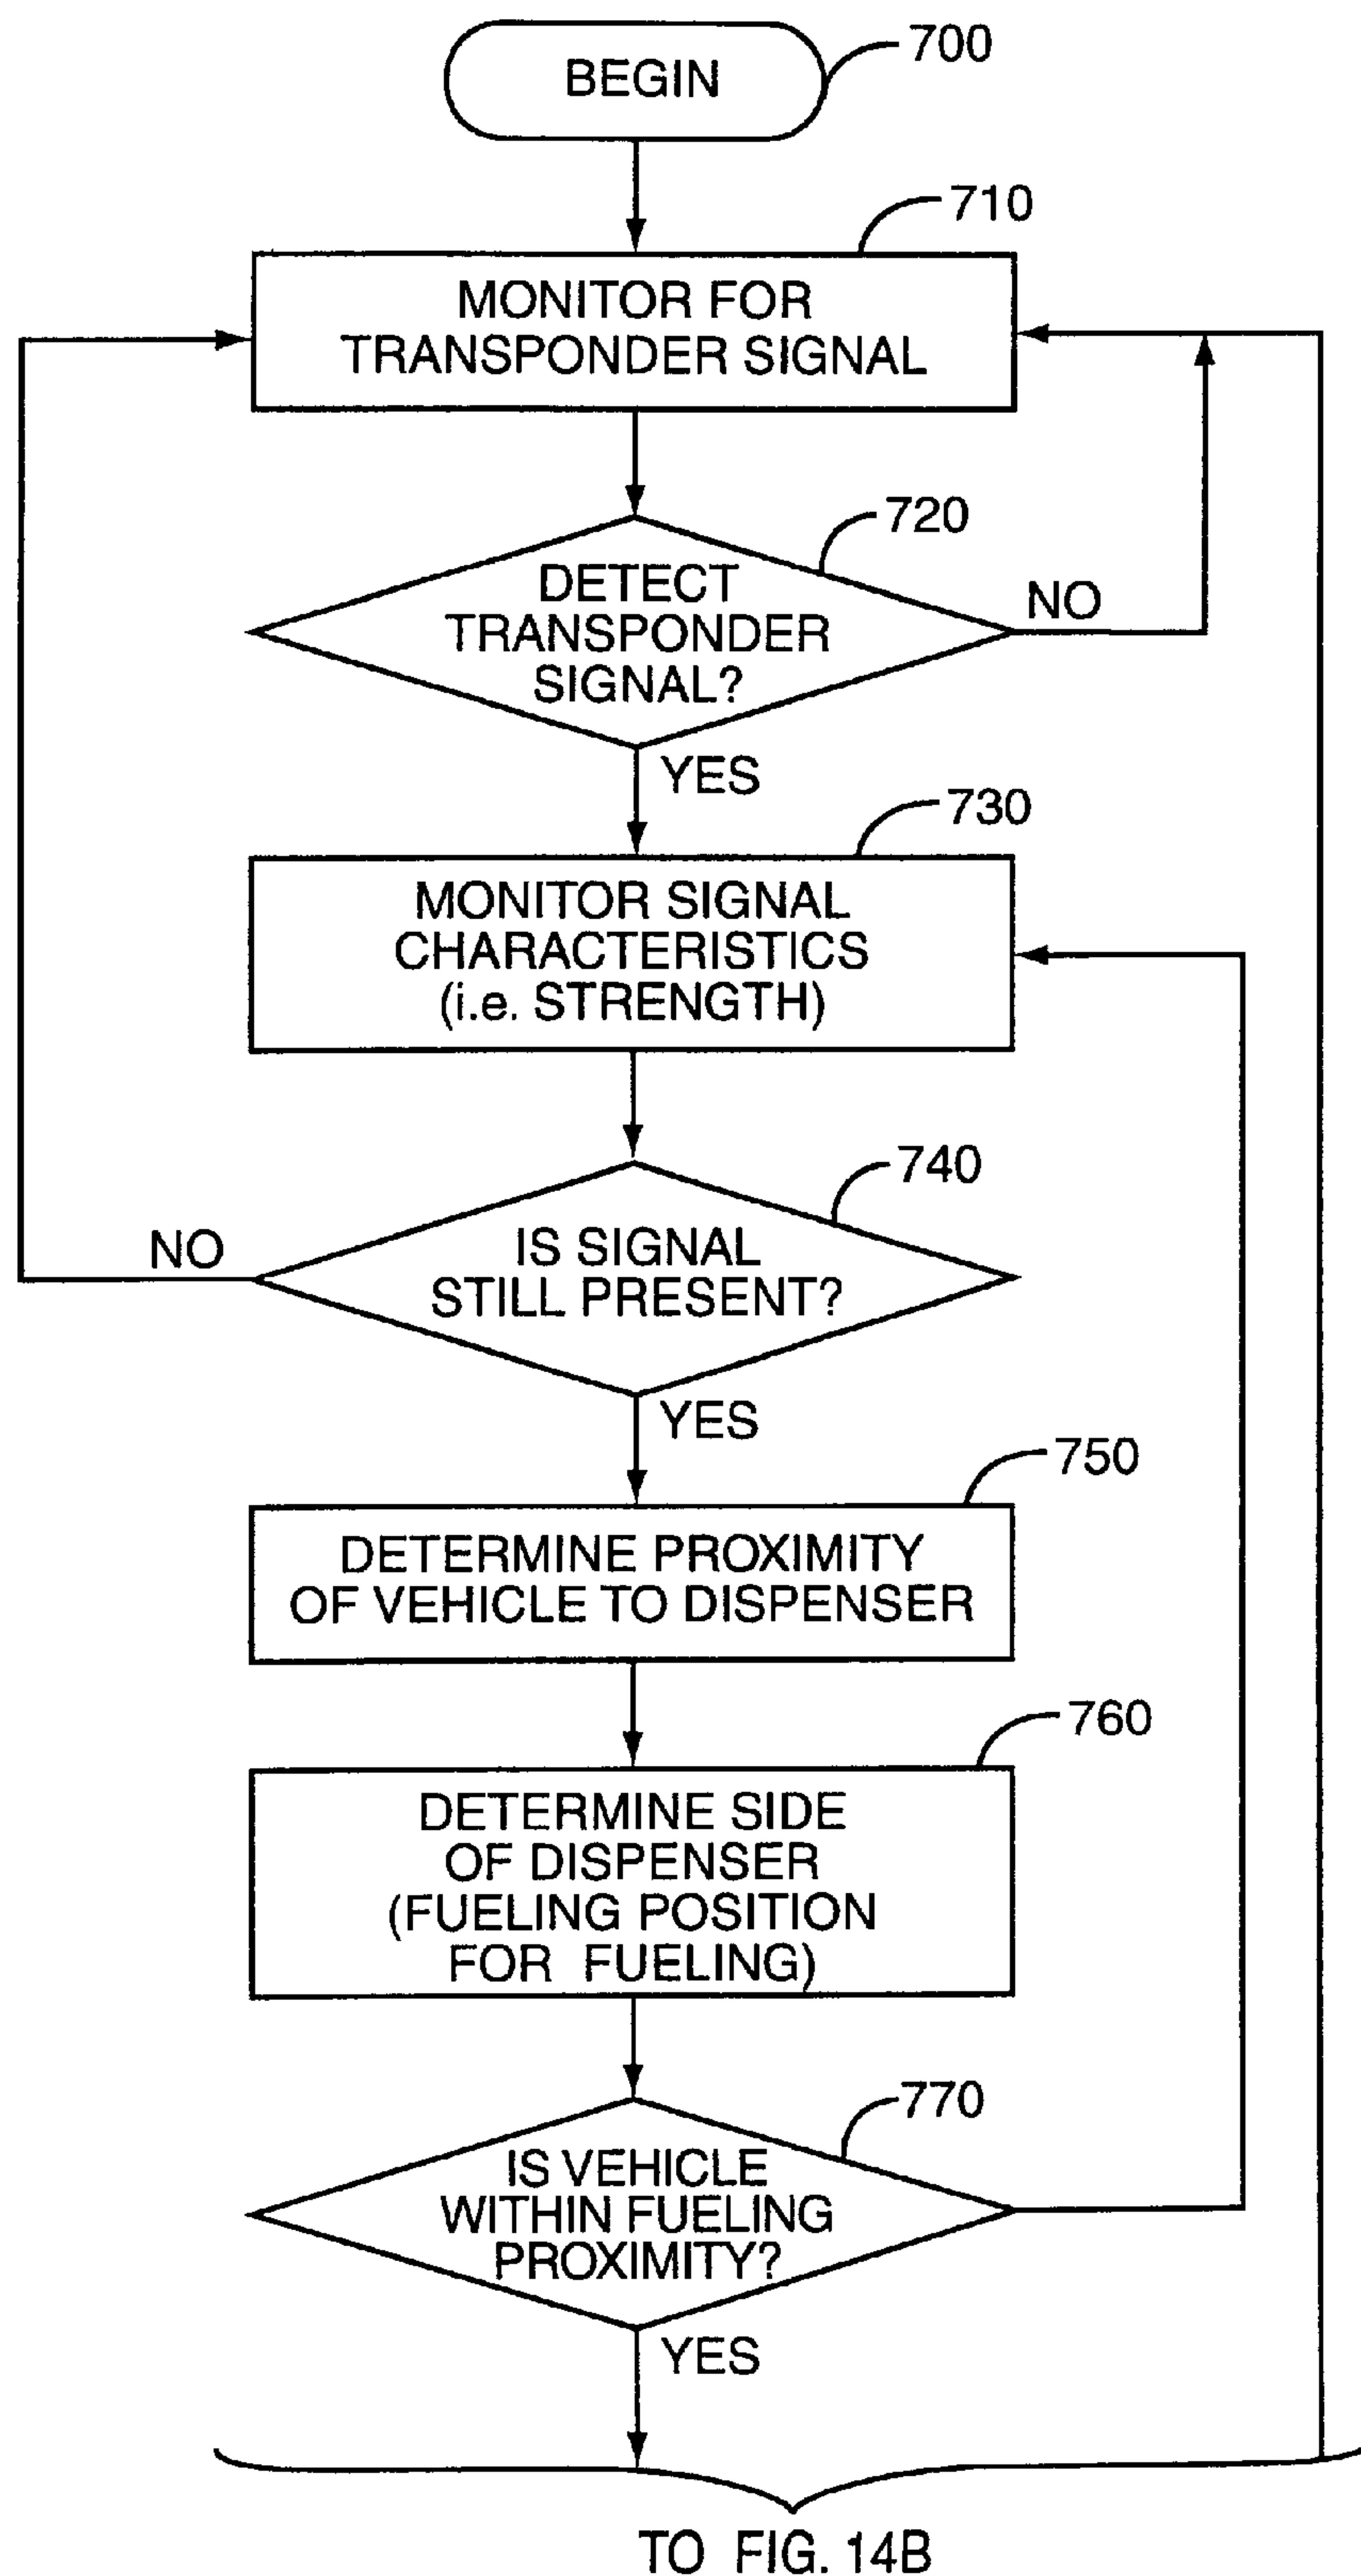 BEGIN
700
710
MONITOR FOR
TRANSPONDER SIGNAL
720
DETECT
TRANSPONDER
SIGNAL?
NO
YES
730
MONITOR SIGNAL
CHARACTERISTICS
(i.e. STRENGTH)
740
NO
IS SIGNAL
STILL PRESENT?
YES
750
DETERMINE PROXIMITY
OF VEHICLE TO DISPENSER
760
DETERMINE SIDE
OF DISPENSER
(FUELING POSITION
FOR FUELING)
770
IS VEHICLE
WITHIN FUELING
PROXIMITY?
YES
TO FIG. 14B